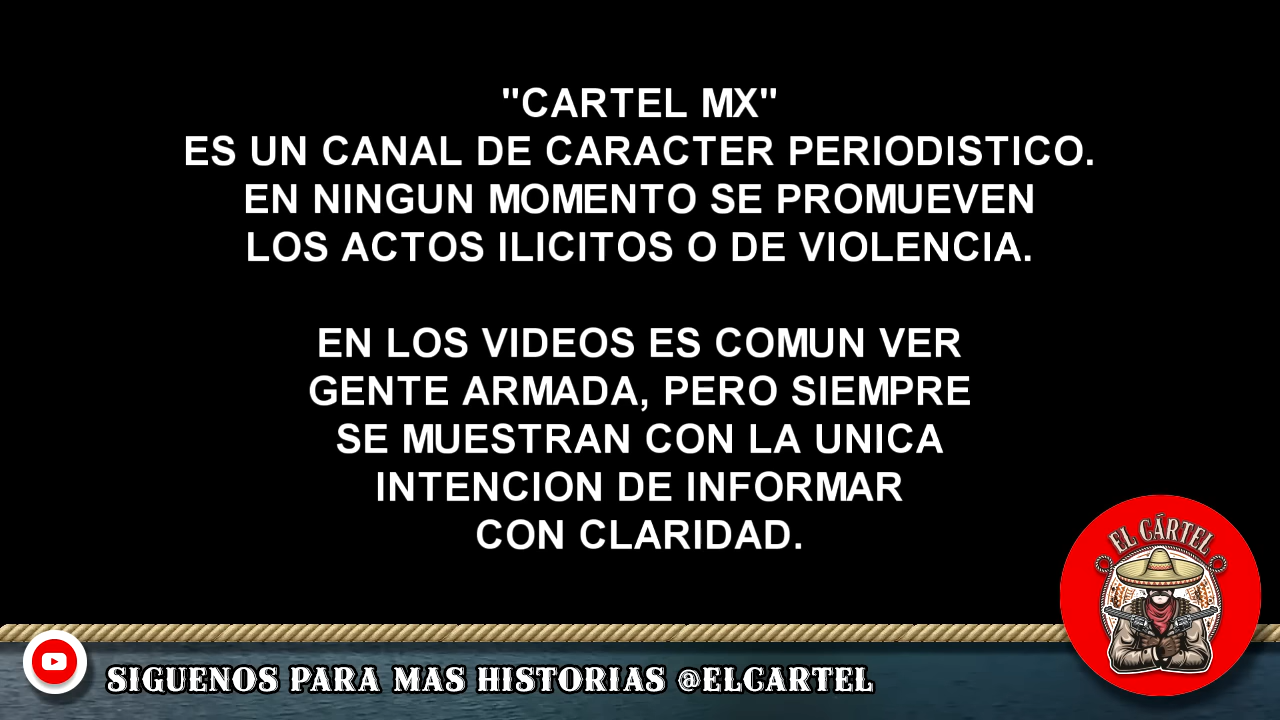 "CARTEL MX"
ES UN CANAL DE CARACTER PERIODISTICO.
EN NINGUN MOMENTO SE PROMUEVEN
LOS ACTOS ILICITOS O DE VIOLENCIA.
EN LOS VIDEOS ES COMUN VER
GENTE ARMADA, PERO SIEMPRE
SE MUESTRAN CON LA UNICA
INTENCION DE INFORMAR
CON CLARIDAD.
EL CÁRTEL
SIGUENOS PARA MAS HISTORIAS @ELCARTEL